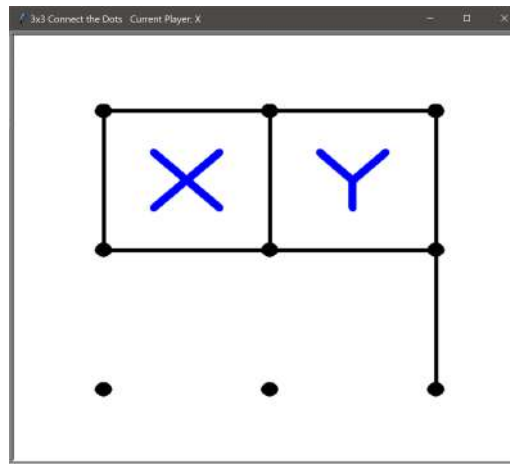 3x3 Connect the Dots   Current Player: X
X Y